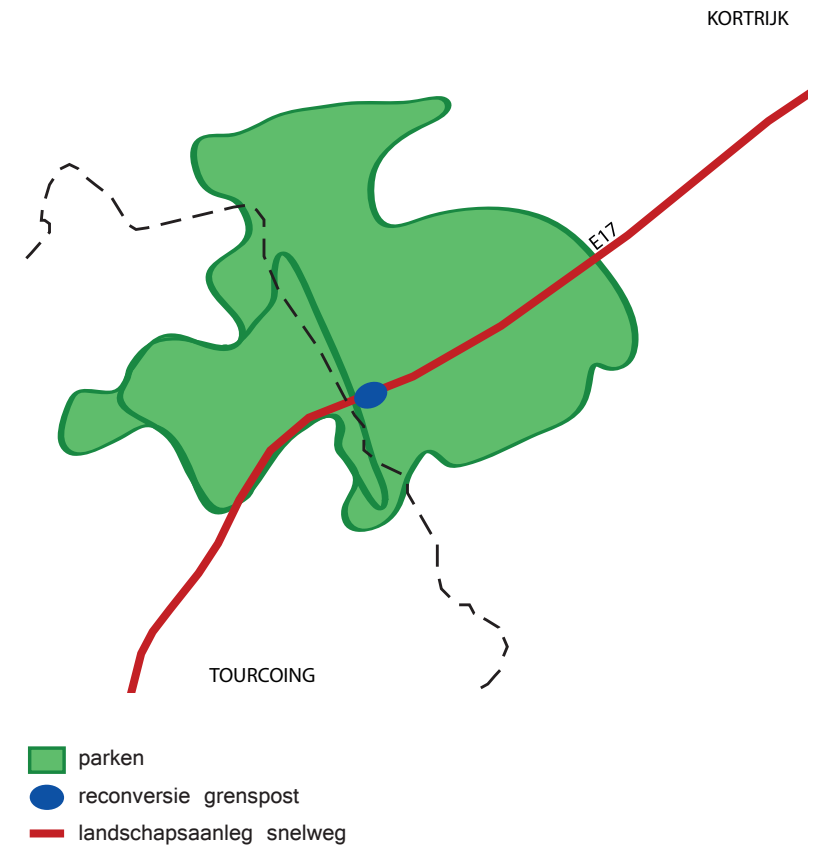 KORTRIJK
E17
TOURCOING
parken
reconversie grenspost
landschapsaanleg snelweg